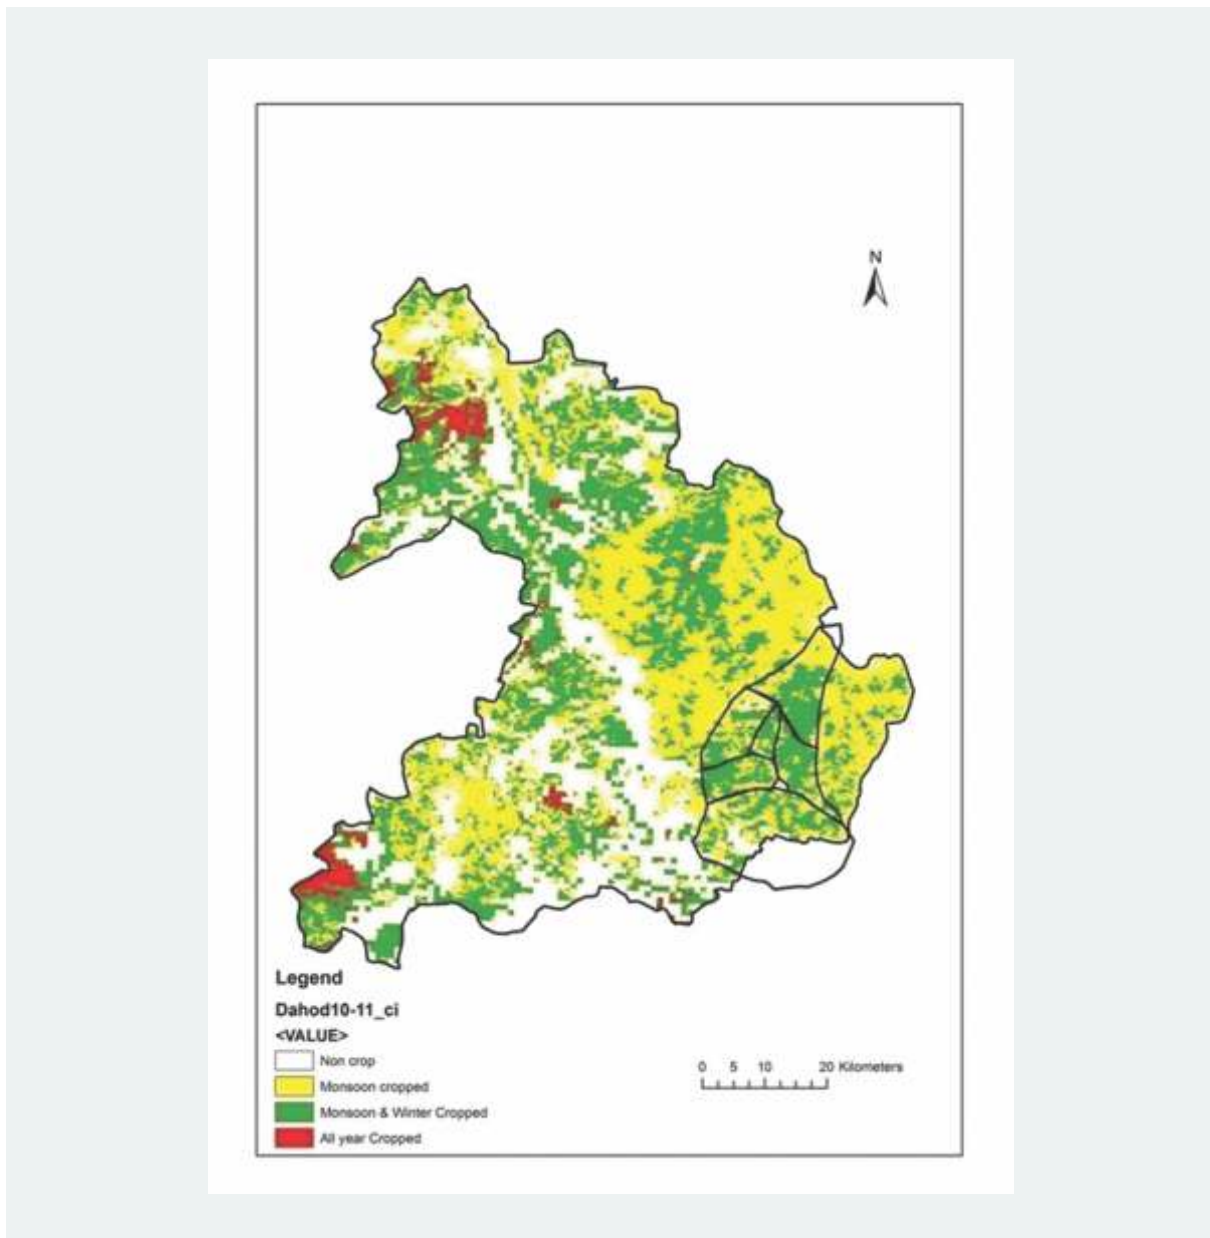 N
Legend
Dahod10-11_ci
<VALUE>
Non crop
Monsoon cropped
Monsoon & Winter Cropped
All year Cropped
0 5 10 20 Kilometers